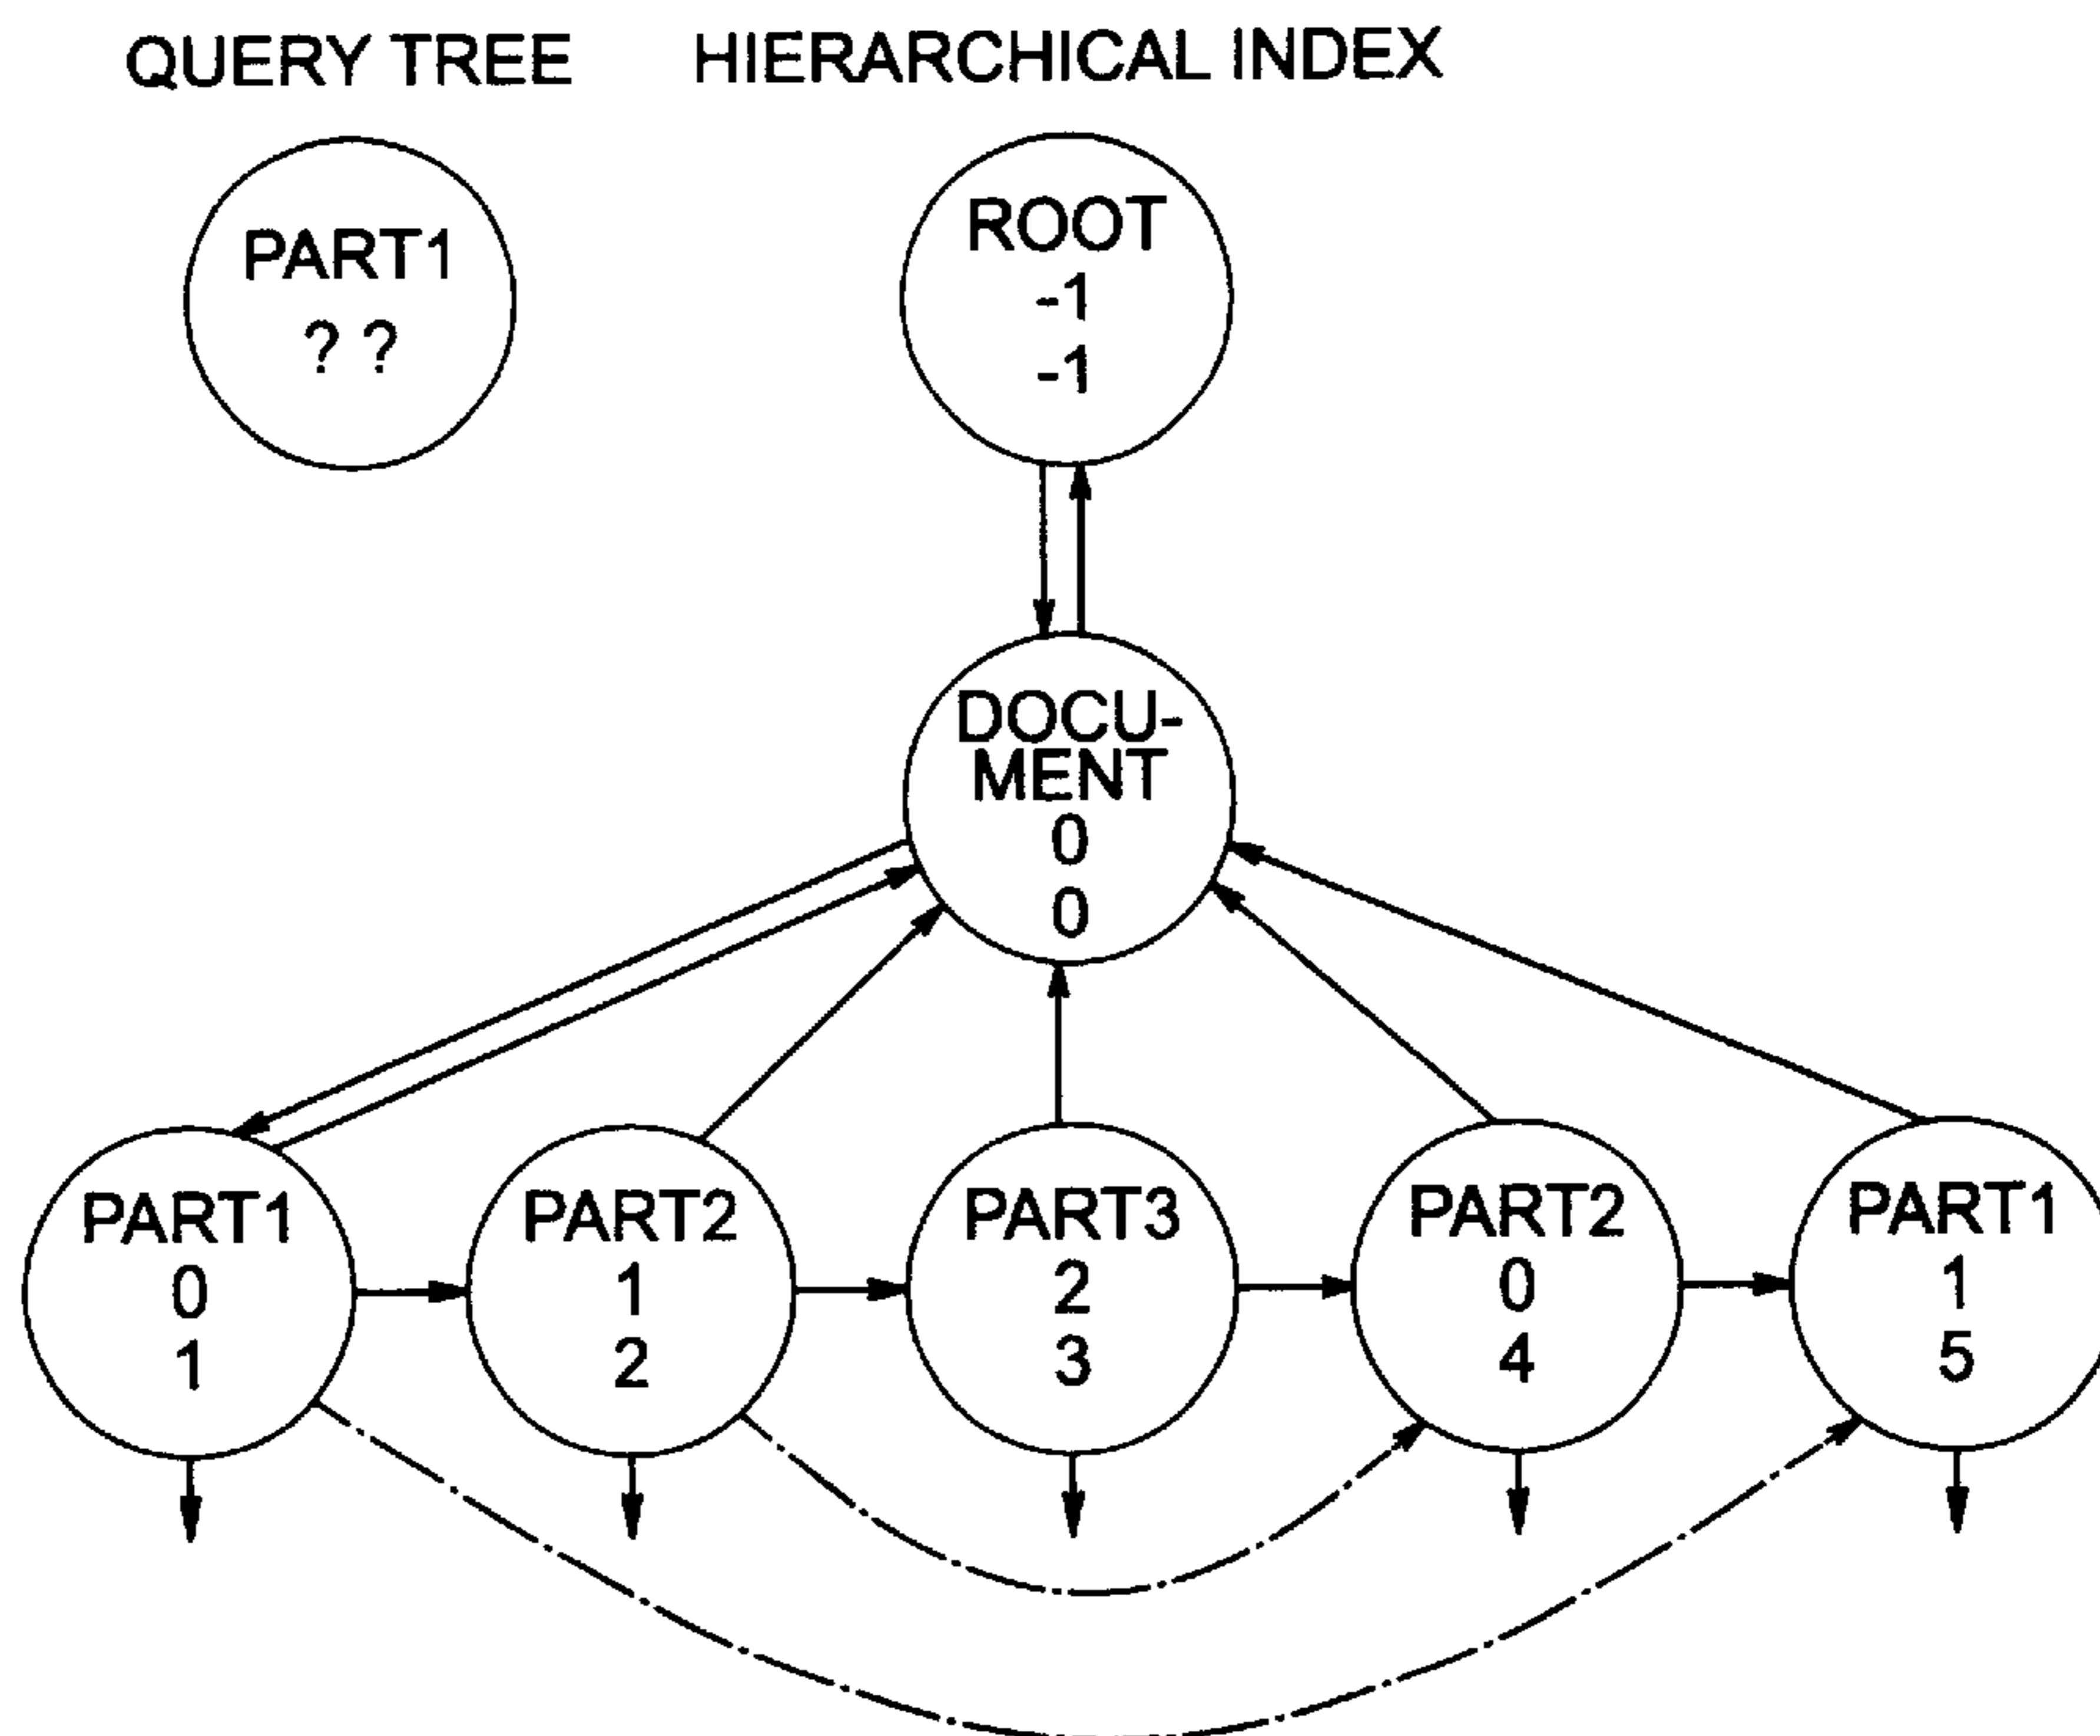 QUERY TREE HIERARCHICAL INDEX
PART1
? ?
ROOT
-1
-1
DOCU-
MENT
0
0
PART1
0
1
PART2
1
2
PART3
2
3
PART2
0
4
PART1
1
5